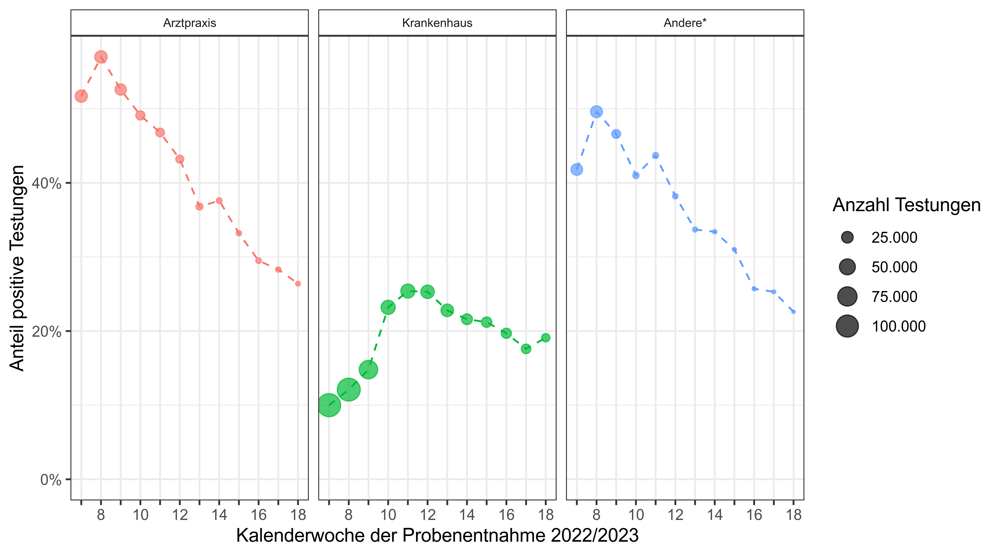 Arztpraxis
Krankenhaus
Andere*
Anteil positive Testungen
40%
20%
0%
8 10 12 14 16 18
8 10 12 14 16 18
8 10 12 14 16 18
Kalenderwoche der Probenentnahme 2022/2023
Anzahl Testungen
25.000
50.000
75.000
100.000